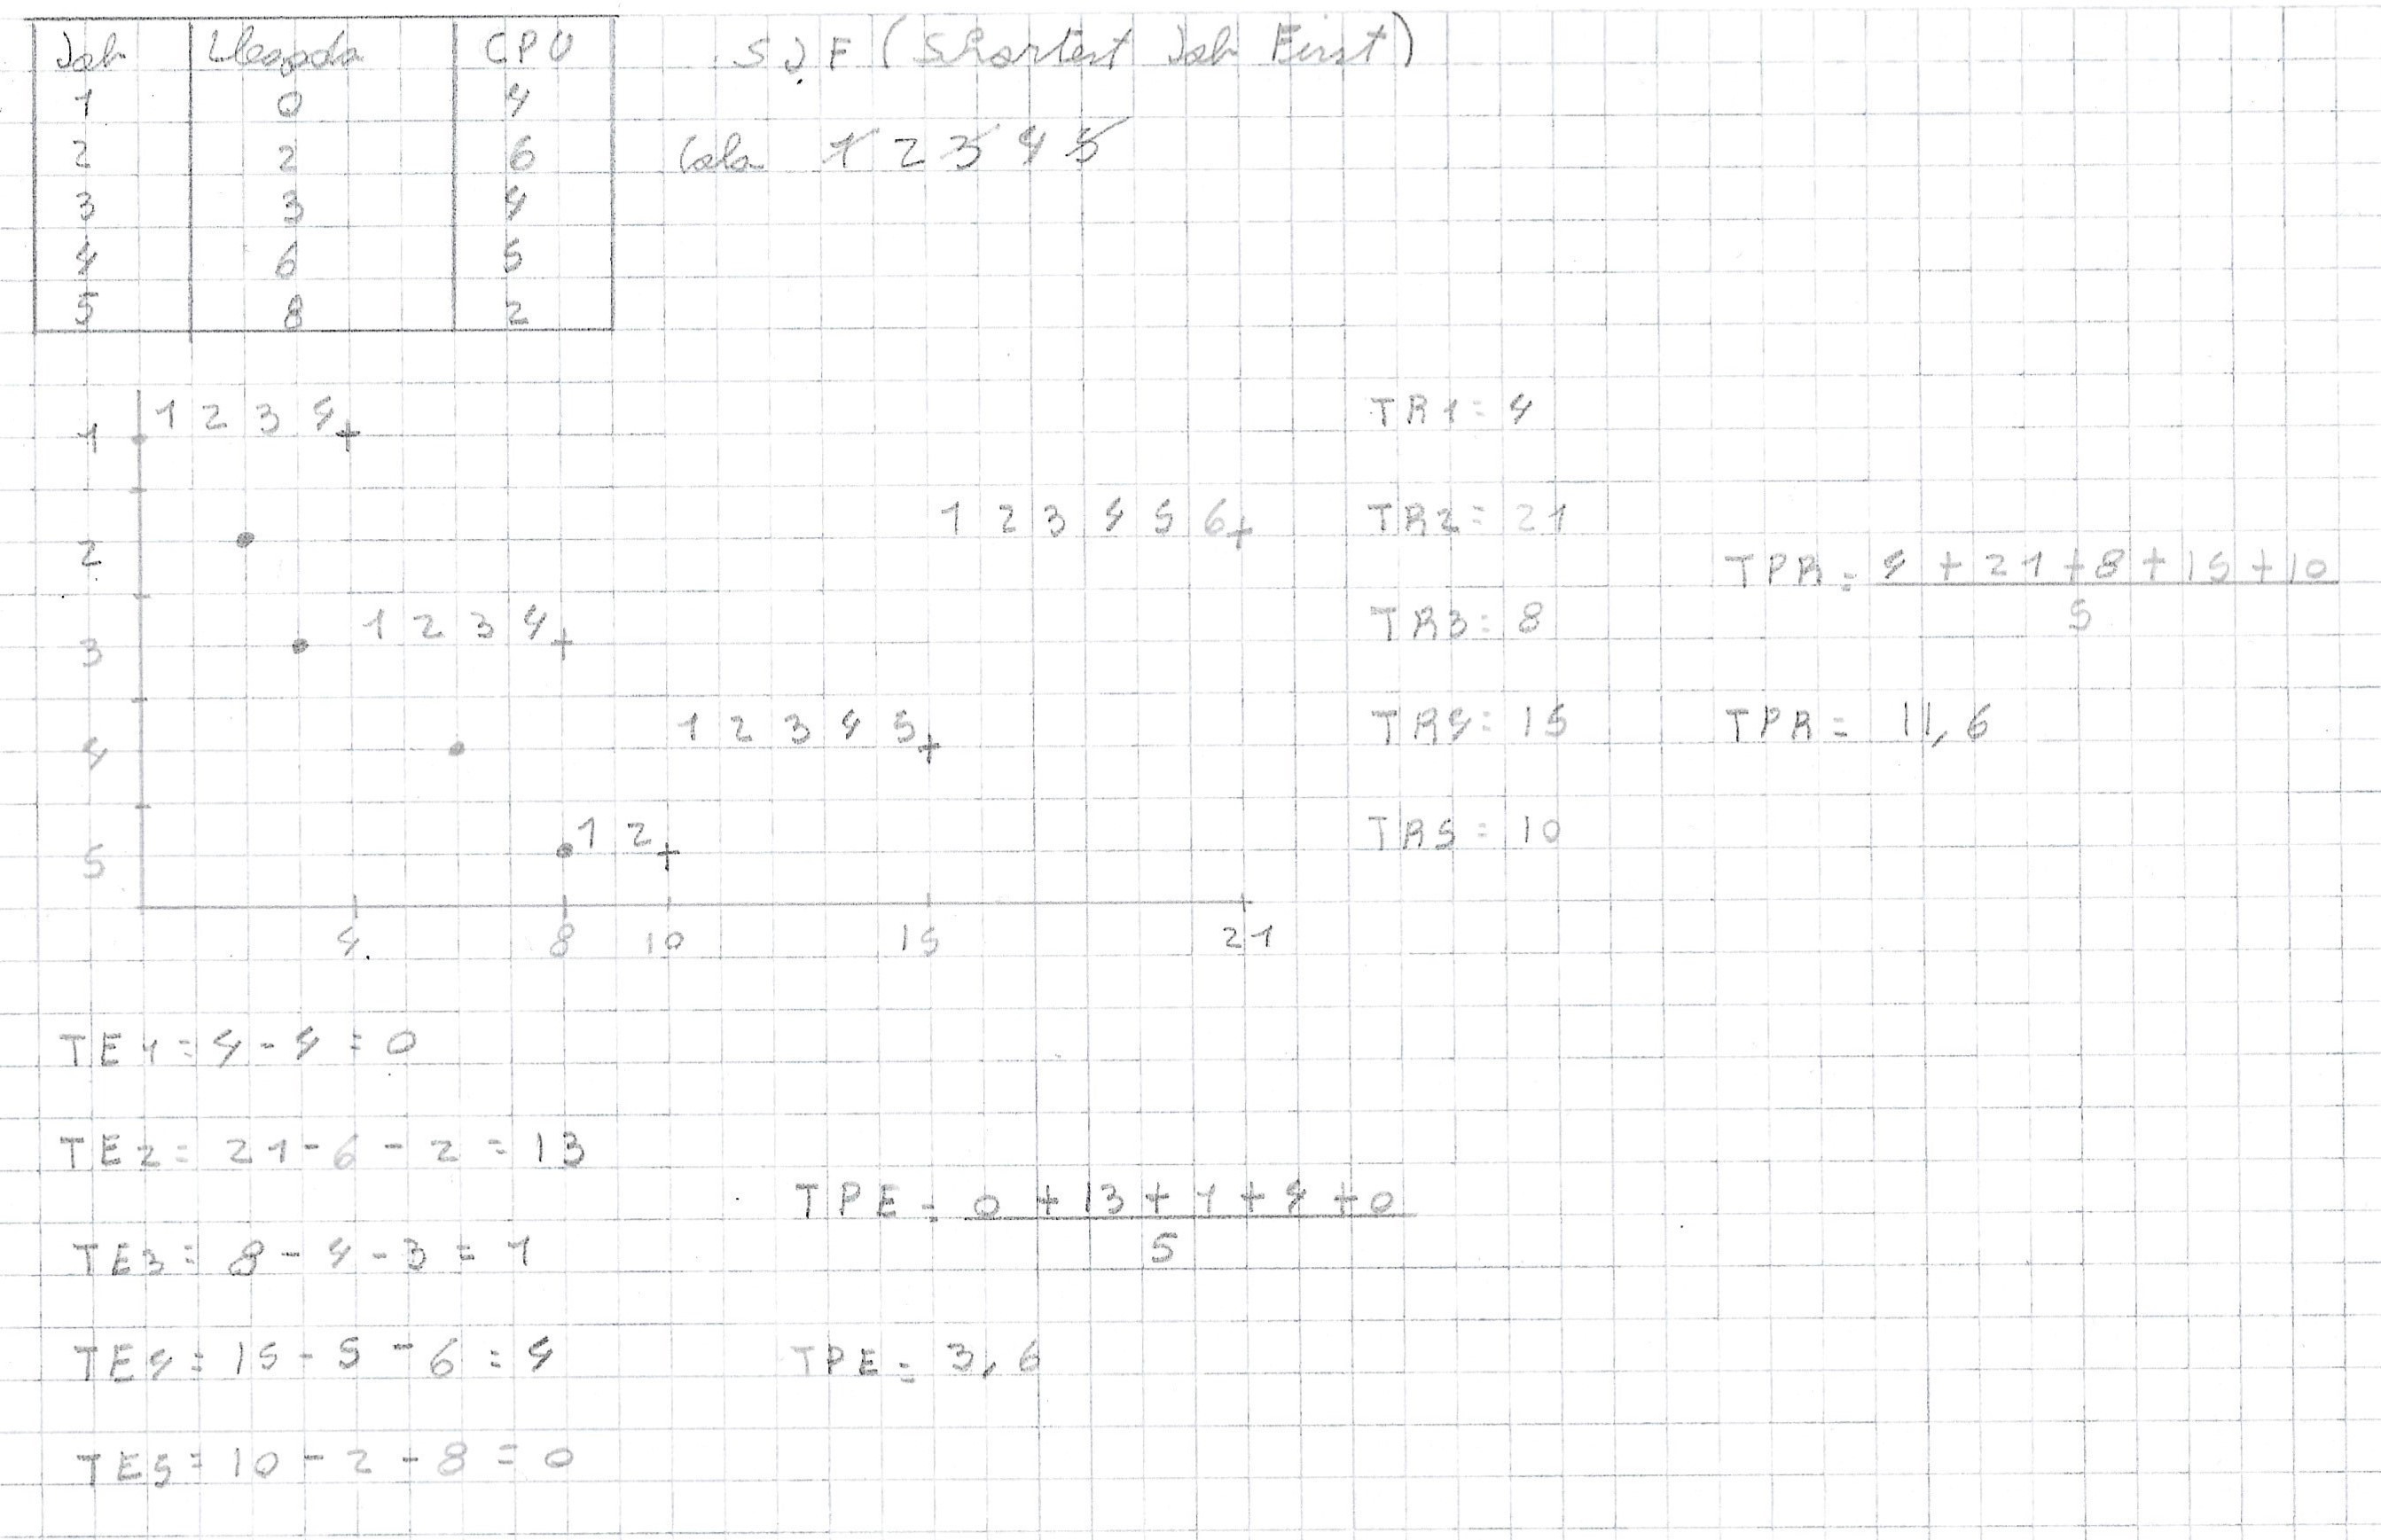 Job Llegada CPU
1 0 4
2 2 6
3 3 4
4 6 5
5 8 2
SJF (Shortest Job First)
Cola 1 2 3 4 5
1 1 2 3 4
2 1 2 3 4 5 6
3 1 2 3 4
4 1 2 3 4 5
5 1 2
4 8 10 15 21
TR1 = 4
TR2 = 21
TR3 = 8
TR4 = 15
TR5 = 10
TPR = 4 + 21 + 8 + 15 + 10
5
TPR = 11,6
TE1 = 4 - 4 = 0
TE2 = 21 - 6 - 2 = 13
TE3 = 8 - 4 - 3 = 1
TE4 = 15 - 5 - 6 = 4
TE5 = 10 - 2 - 8 = 0
TPE = 0 + 13 + 1 + 4 + 0
5
TPE = 3,6